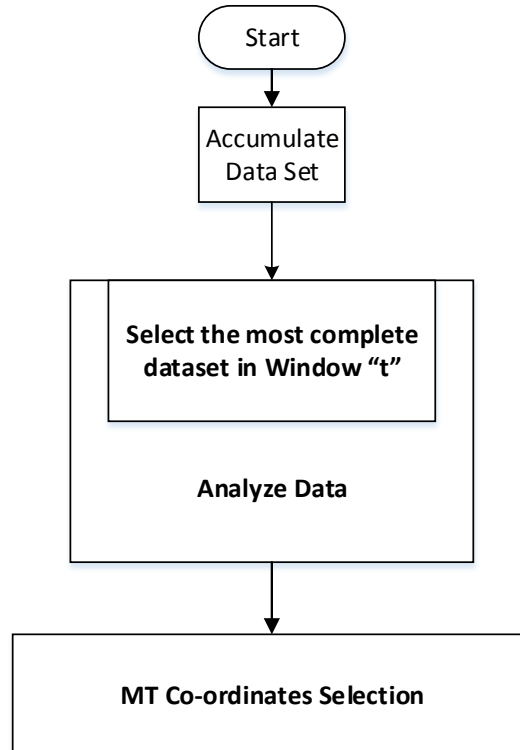 Start
Accumulate
Data Set
Select the most complete
dataset in Window “t”
Analyze Data
MT Co-ordinates Selection